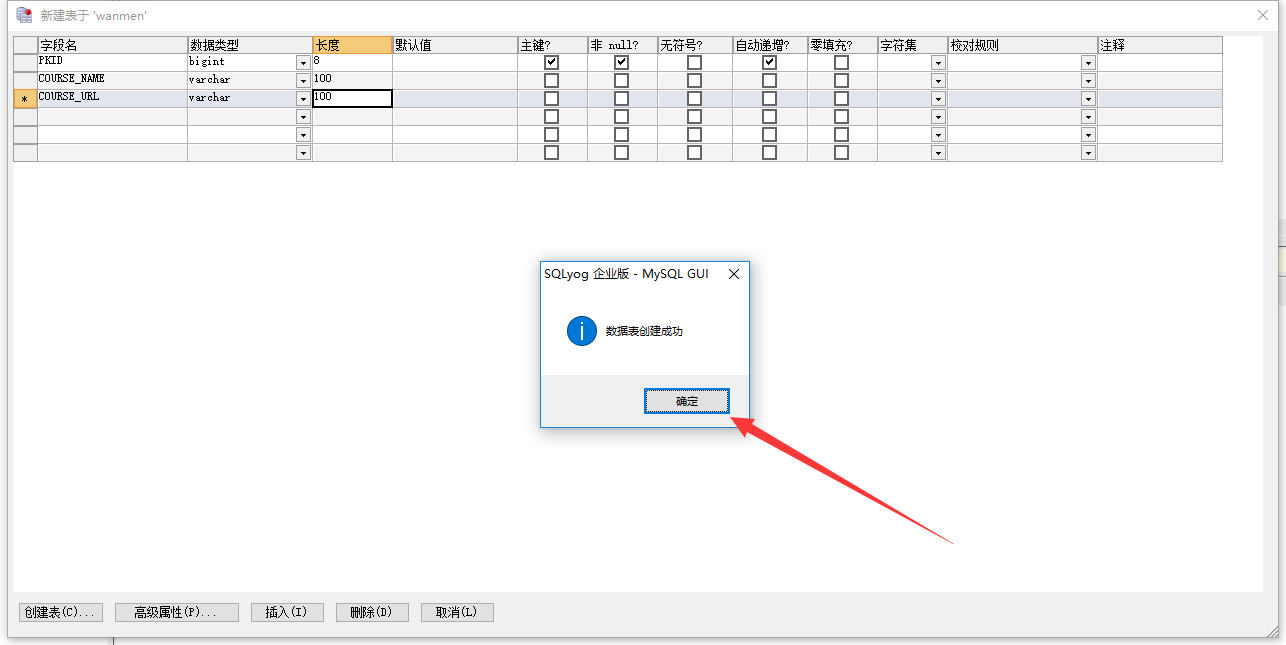 新建表于 'wanmen'
字段名 数据类型 长度 默认值 主键? 非 null? 无符号? 自动递增? 零填充? 字符集 校对规则 注释
PKID bigint 8
COURSE_NAME varchar 100
* COURSE_URL varchar 100
SQLyog 企业版 - MySQL GUI
数据表创建成功
确定
创建表(C)... 高级属性(P)... 插入(I) 删除(D) 取消(L)